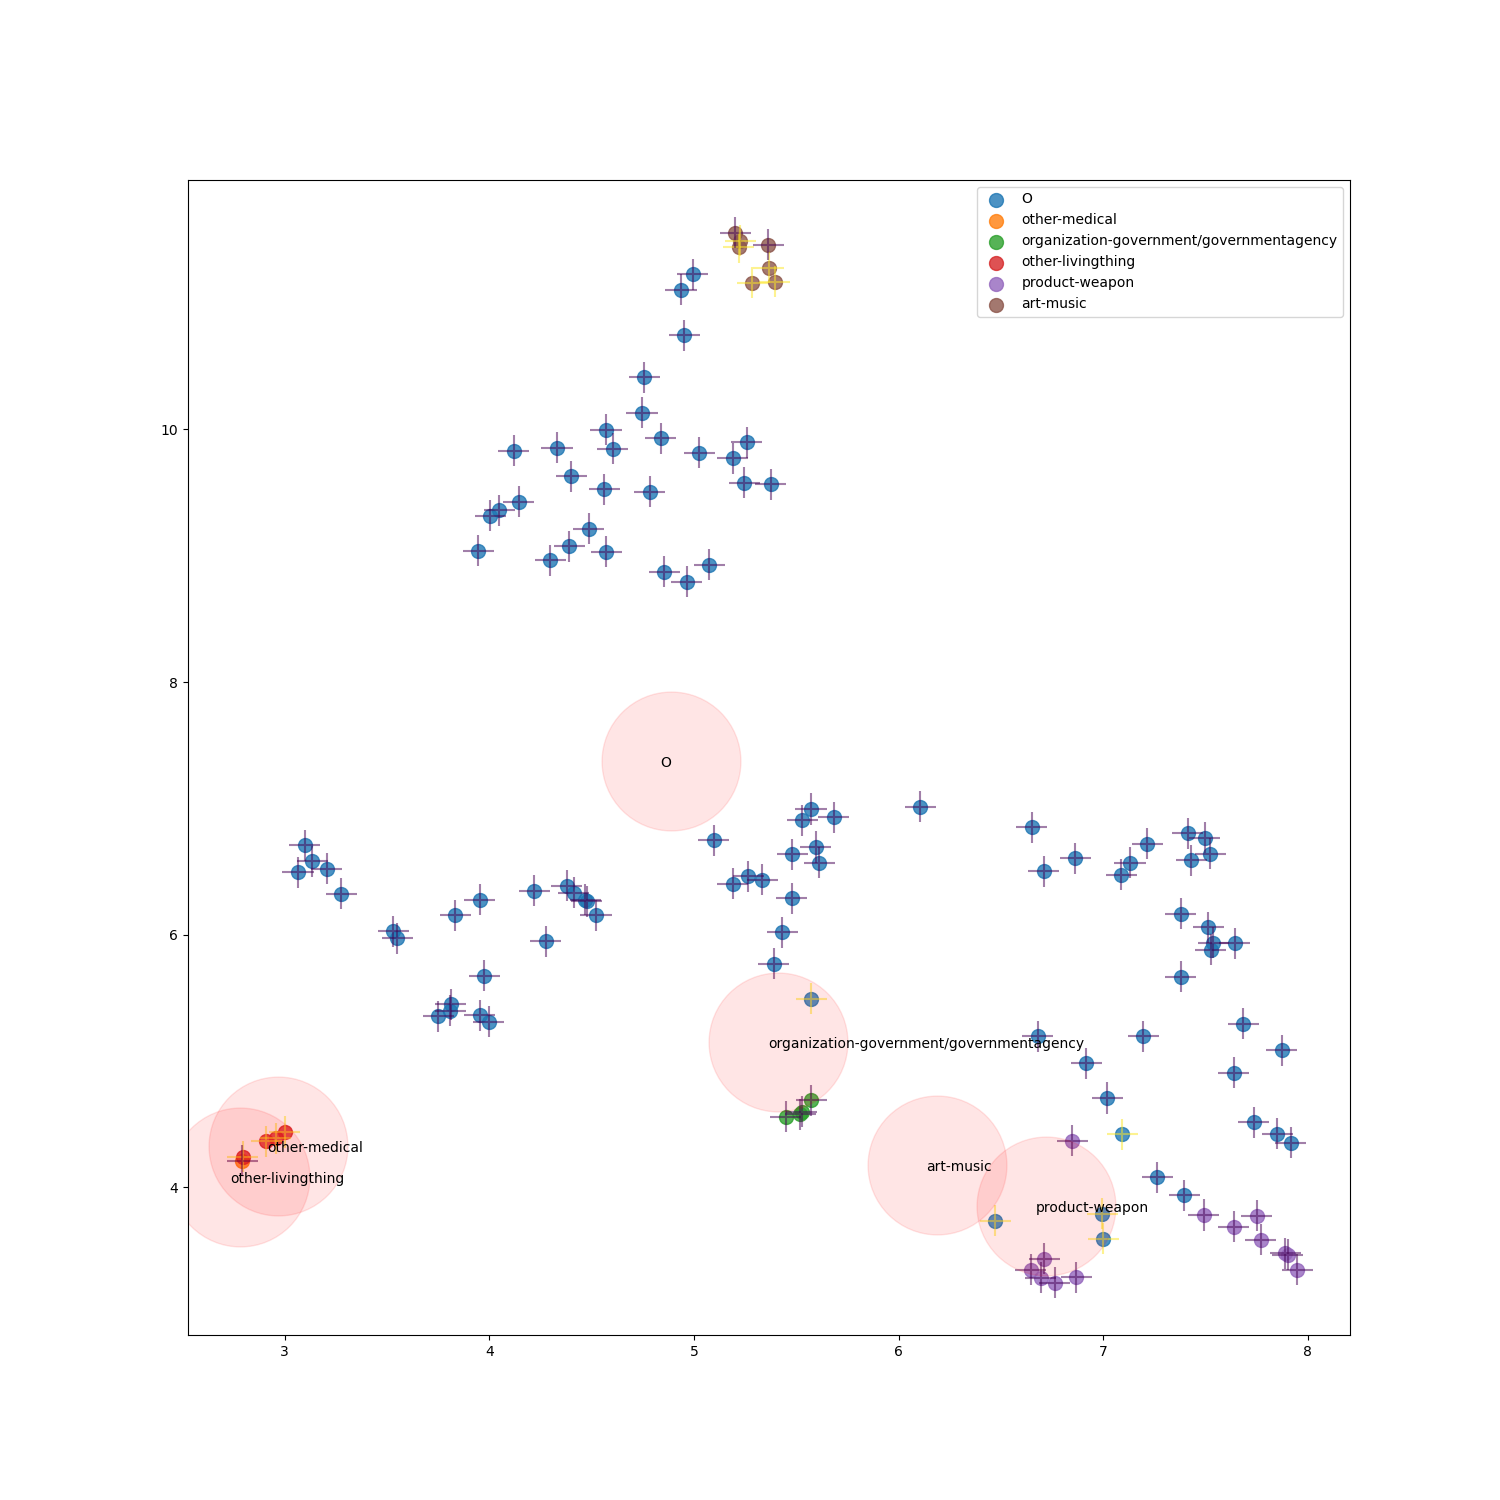 O
other-medical
organization-government/governmentagency
other-livingthing
product-weapon
art-music
10
8
O
6
organization-government/governmentagency
other-medical
art-music
other-livingthing
4
product-weapon
3 4 5 6 7 8